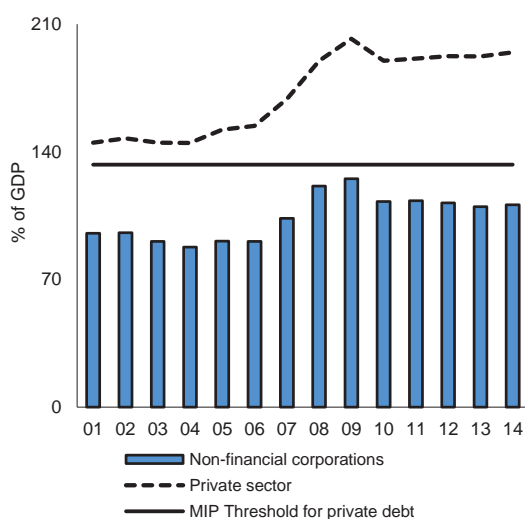 210
140
70
0
% of GDP
01 02 03 04 05 06 07 08 09 10 11 12 13 14
Non-financial corporations
Private sector
MIP Threshold for private debt